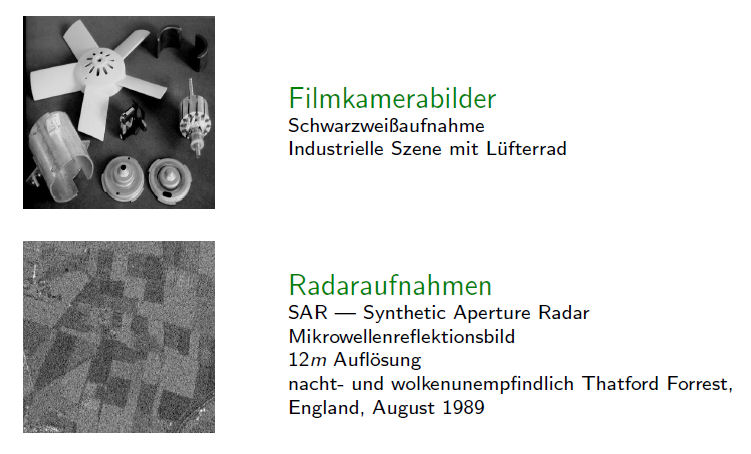 Filmkamerabilder
Schwarzweißaufnahme
Industrielle Szene mit Lüfterrad
Radaraufnahmen
SAR — Synthetic Aperture Radar
Mikrowellenreflektionsbild
12m Auflösung
nacht- und wolkenunempfindlich Thatford Forrest,
England, August 1989